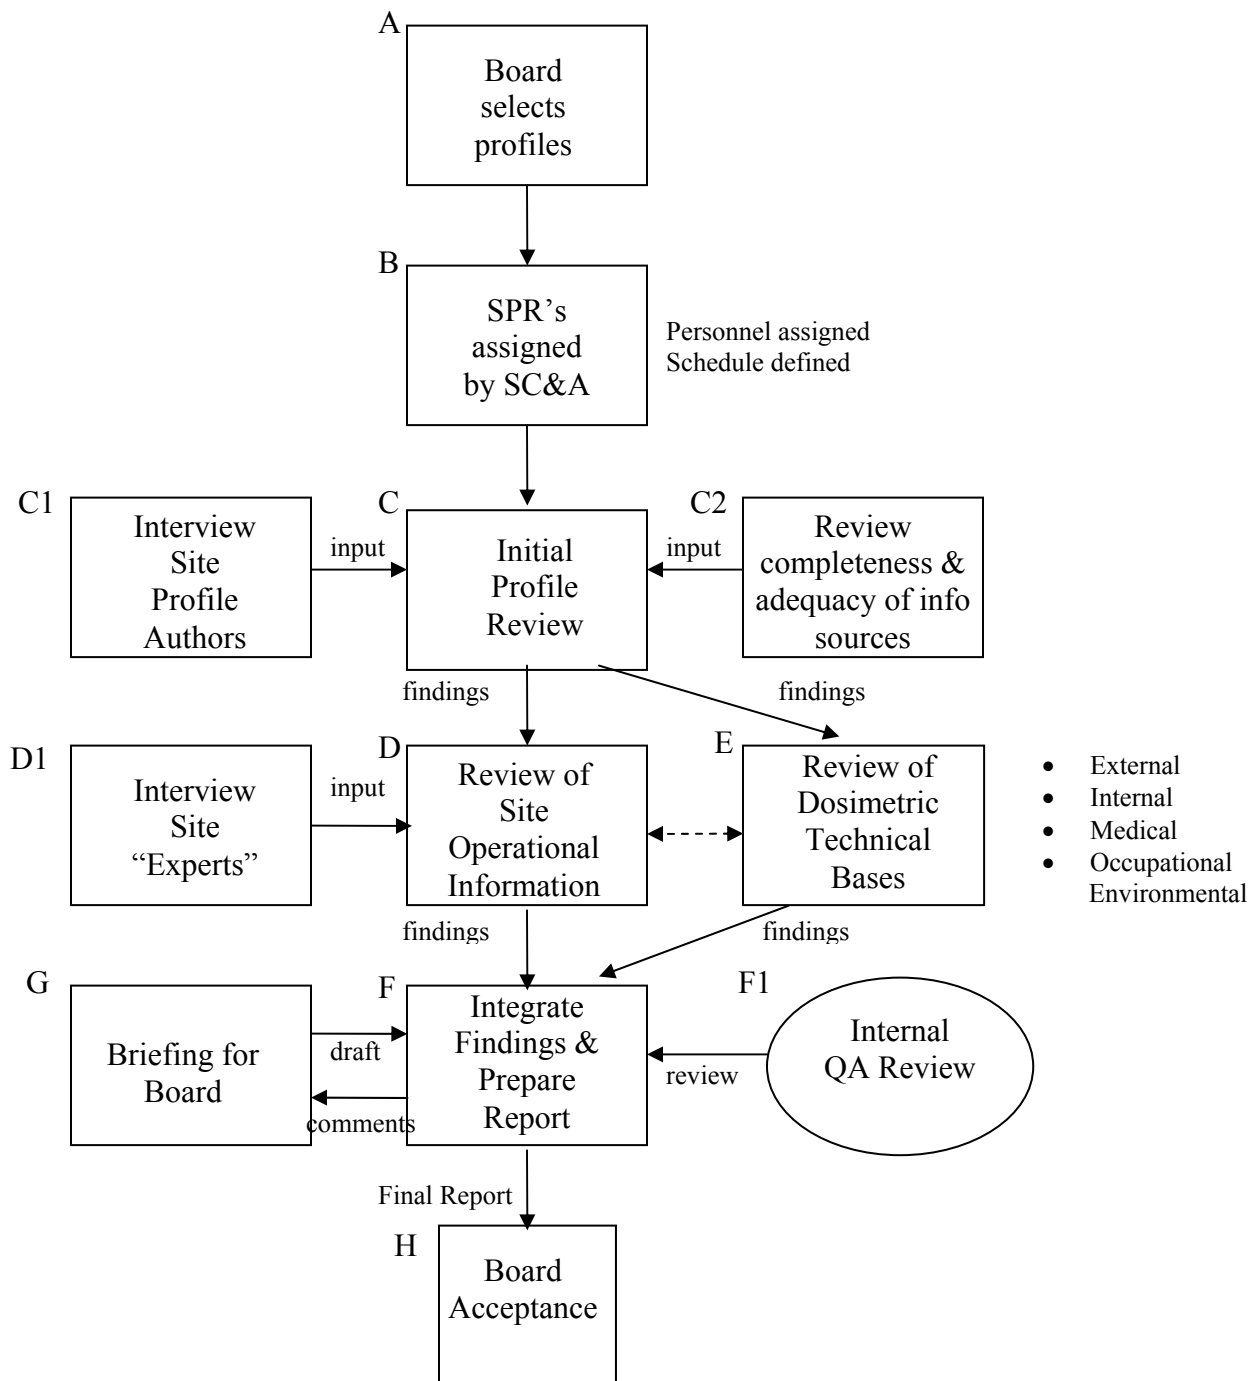 A
Board
selects
profiles
B
SPR’s
assigned
by SC&A
Personnel assigned
Schedule defined
C1
Interview
Site
Profile
Authors
input
C
Initial
Profile
Review
input
C2
Review
completeness &
adequacy of info
sources
findings
findings
D1
Interview
Site
“Experts”
input
D
Review of
Site
Operational
Information
E
Review of
Dosimetric
Technical
Bases
• External
• Internal
• Medical
• Occupational
Environmental
findings
findings
G
Briefing for
Board
draft
comments
F
Integrate
Findings &
Prepare
Report
review
F1
Internal
QA Review
Final Report
H
Board
Acceptance